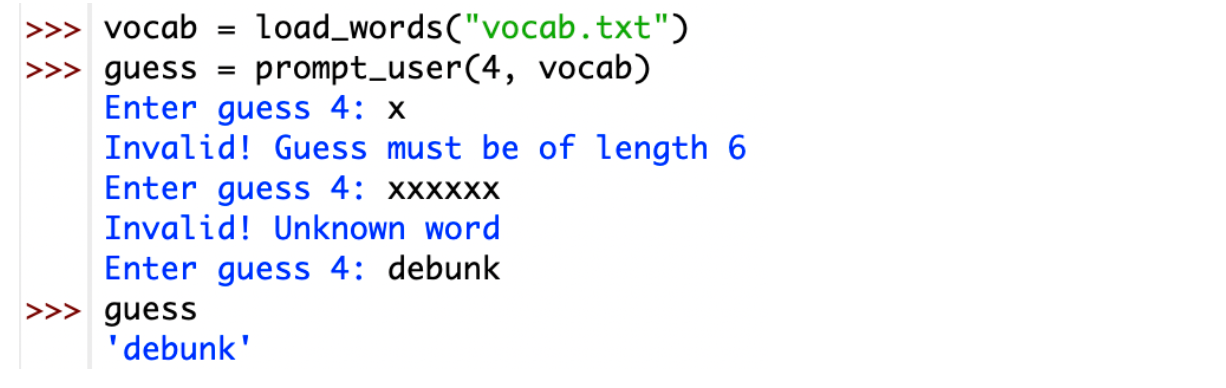 >>> vocab = load_words("vocab.txt")
>>> guess = prompt_user(4, vocab)
Enter guess 4: x
Invalid! Guess must be of length 6
Enter guess 4: xxxxxx
Invalid! Unknown word
Enter guess 4: debunk
>>> guess
'debunk'